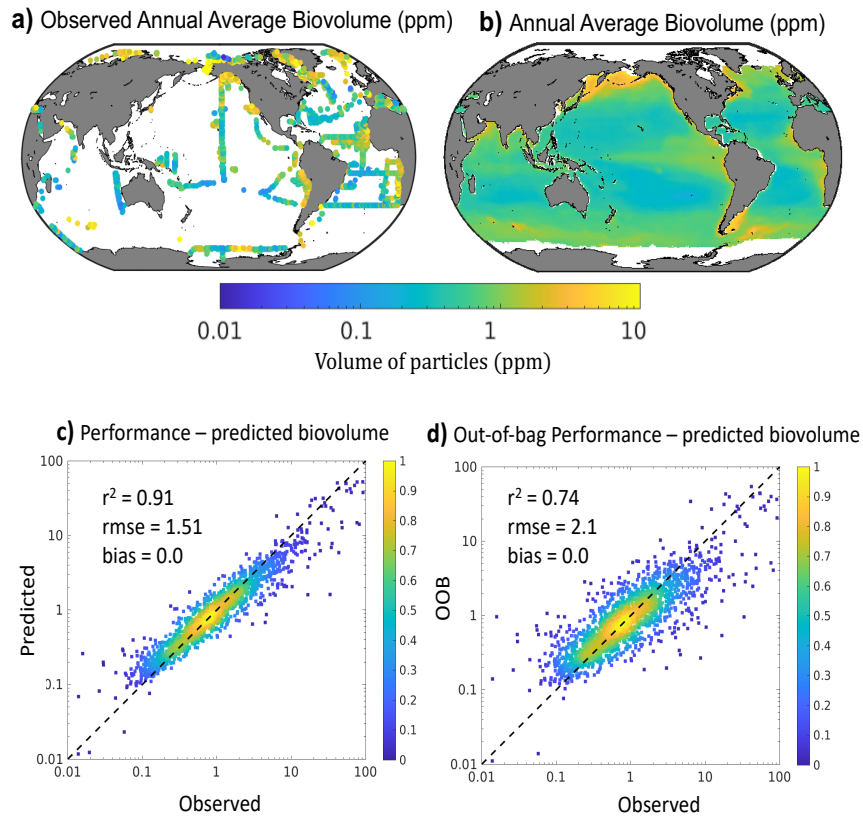 a) Observed Annual Average Biovolume (ppm)
b) Annual Average Biovolume (ppm)
0.01 0.1 1 10
Volume of particles (ppm)
c) Performance – predicted biovolume
100
10
1
0.1
0.01
Predicted
r² = 0.91
rmse = 1.51
bias = 0.0
0.01 0.1 1 10 100
Observed
1
0.9
0.8
0.7
0.6
0.5
0.4
0.3
0.2
0.1
0
d) Out-of-bag Performance – predicted biovolume
100
10
1
0.1
0.01
OOB
r² = 0.74
rmse = 2.1
bias = 0.0
0.01 0.1 1 10 100
Observed
1
0.9
0.8
0.7
0.6
0.5
0.4
0.3
0.2
0.1
0